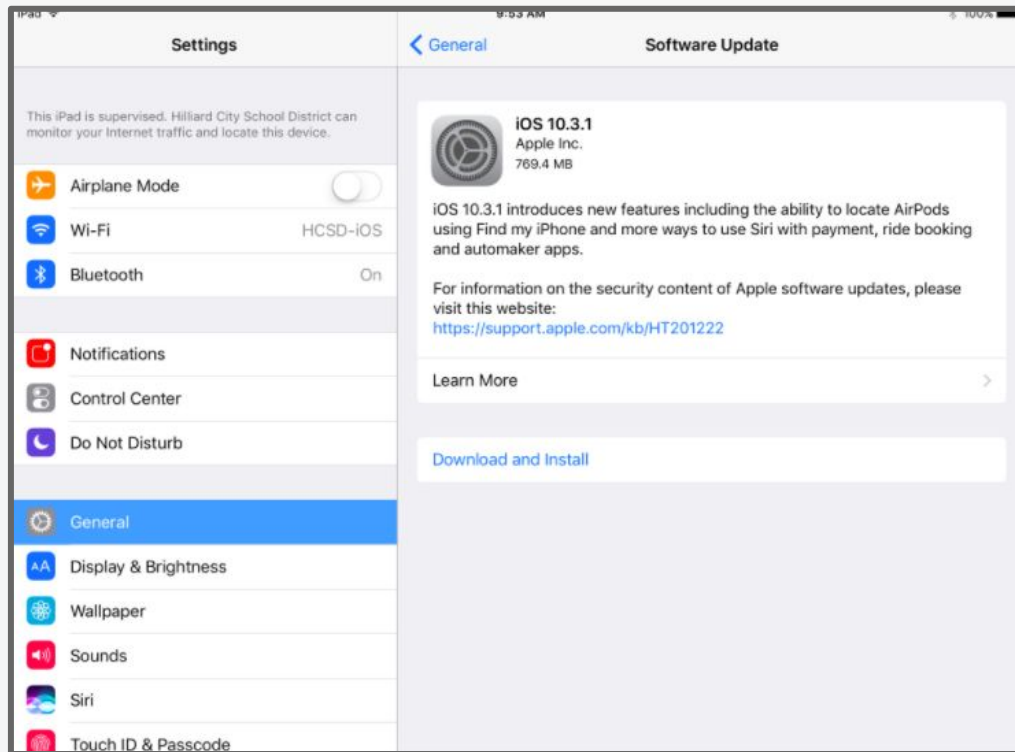 iPad
9:53 AM
100%
Settings
General
Software Update
This iPad is supervised. Hilliard City School District can
monitor your Internet traffic and locate this device.
Airplane Mode
Wi-Fi
HCSD-iOS
Bluetooth
On
Notifications
Control Center
Do Not Disturb
General
AA
Display & Brightness
Wallpaper
Sounds
Siri
Touch ID & Passcode
iOS 10.3.1
Apple Inc.
769.4 MB
iOS 10.3.1 introduces new features including the ability to locate AirPods
using Find my iPhone and more ways to use Siri with payment, ride booking
and automaker apps.
For information on the security content of Apple software updates, please
visit this website:
https://support.apple.com/kb/HT201222
Learn More
Download and Install